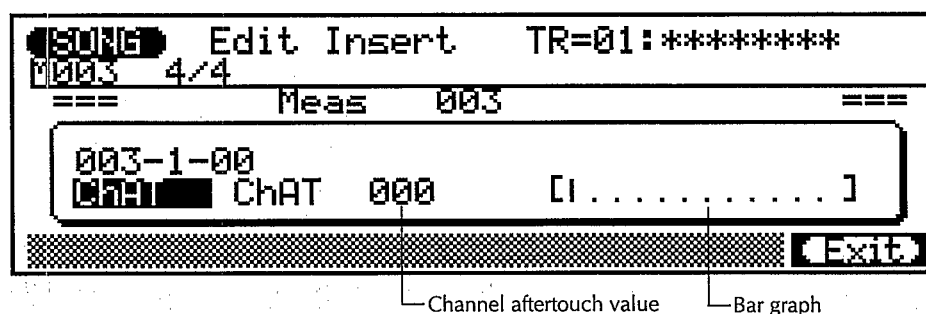 SONG Edit Insert TR=01:********
M003 4/4
=== Meas 003 ===
003-1-00
ChAT ChAT 000 [|...........]
Exit
Channel aftertouch value Bar graph